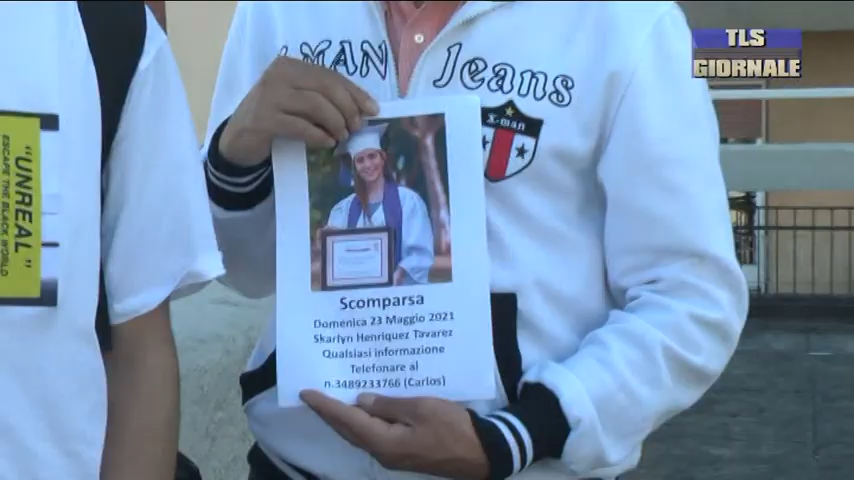 TLS
GIORNALE
MAN
Jeans
X-man
"UNREAL"
ESCAPE THE BLACK WORLD
Scomparsa
Domenica 23 Maggio 2021
Skarlyn Henriquez Tavarez
Qualsiasi informazione
Telefonare al
n.3489233766 (Carlos)